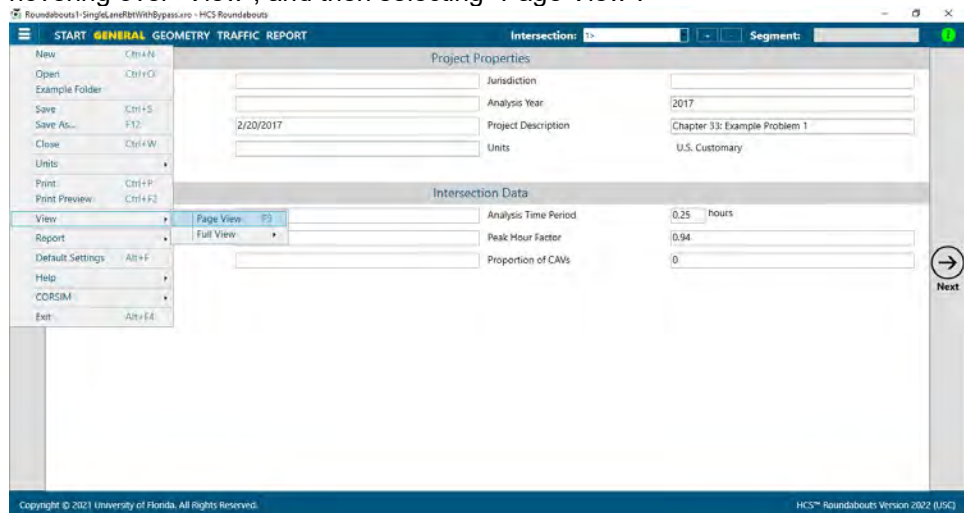 hovering over "View", and then selecting "Page View".
Roundabouts1-SingleLaneRbtWithBypass.xro - HCS Roundabouts
START GENERAL GEOMETRY TRAFFIC REPORT Intersection: 1> Segment:
New Ctrl+N
Open Ctrl+O
Example Folder
Save Ctrl+S
Save As... F12
Close Ctrl+W
Units
Print Ctrl+P
Print Preview Ctrl+F2
View
Report
Default Settings Alt+F
Help
CORSIM
Exit Alt+F4
Page View F9
Full View
Project Properties
Jurisdiction
Analysis Year 2017
2/20/2017 Project Description Chapter 33: Example Problem 1
Units U.S. Customary
Intersection Data
Analysis Time Period 0.25 hours
Peak Hour Factor 0.94
Proportion of CAVs 0
Next
Copyright © 2021 University of Florida. All Rights Reserved. HCS™ Roundabouts Version 2022 (USC)